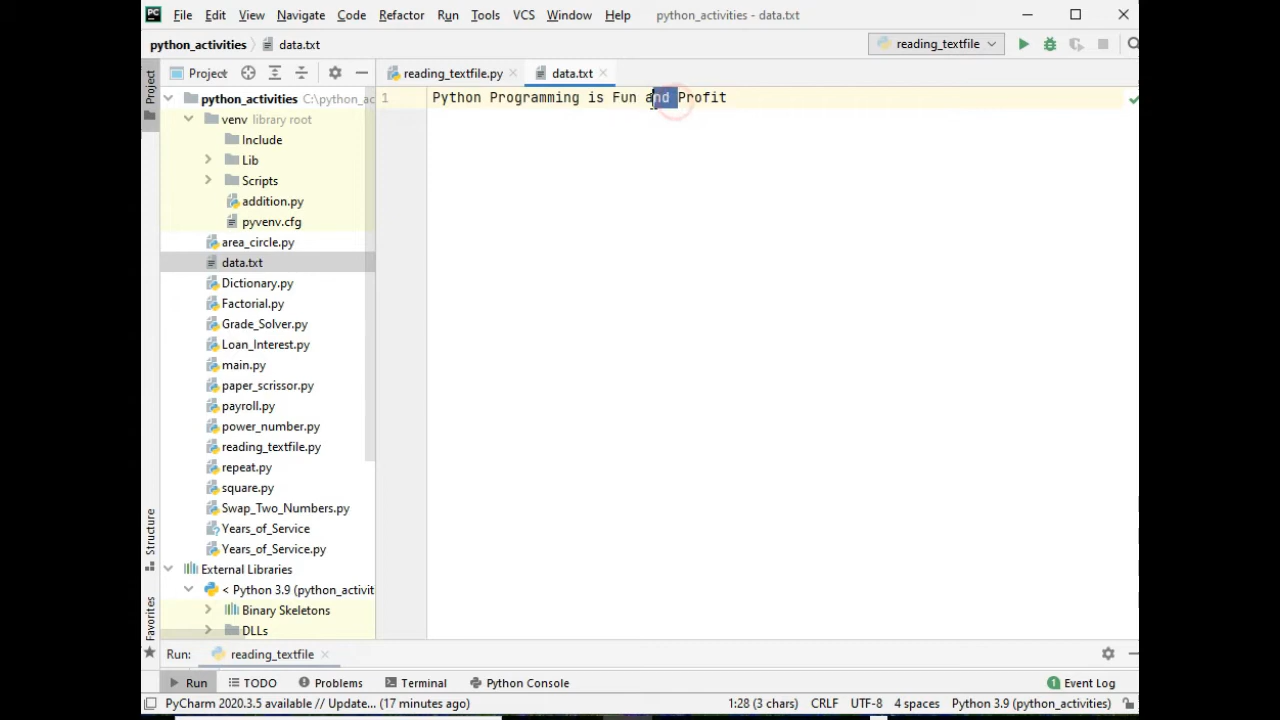 File Edit View Navigate Code Refactor Run Tools VCS Window Help python_activities - data.txt
python_activities data.txt reading_textfile
Project Project reading_textfile.py data.txt
python_activities C:\python_ac 1 Python Programming is Fun and Profit
venv library root
Include
Lib
Scripts
addition.py
pyvenv.cfg
area_circle.py
data.txt
Dictionary.py
Factorial.py
Grade_Solver.py
Loan_Interest.py
main.py
paper_scrissor.py
payroll.py
power_number.py
reading_textfile.py
repeat.py
square.py
Swap_Two_Numbers.py
Structure
Years_of_Service
Years_of_Service.py
External Libraries
< Python 3.9 (python_activit
Binary Skeletons
Favorites
DLLs
Run: reading_textfile
Run TODO Problems Terminal Python Console 1 Event Log
PyCharm 2020.3.5 available // Update... (17 minutes ago) 1:28 (3 chars) CRLF UTF-8 4 spaces Python 3.9 (python_activities)